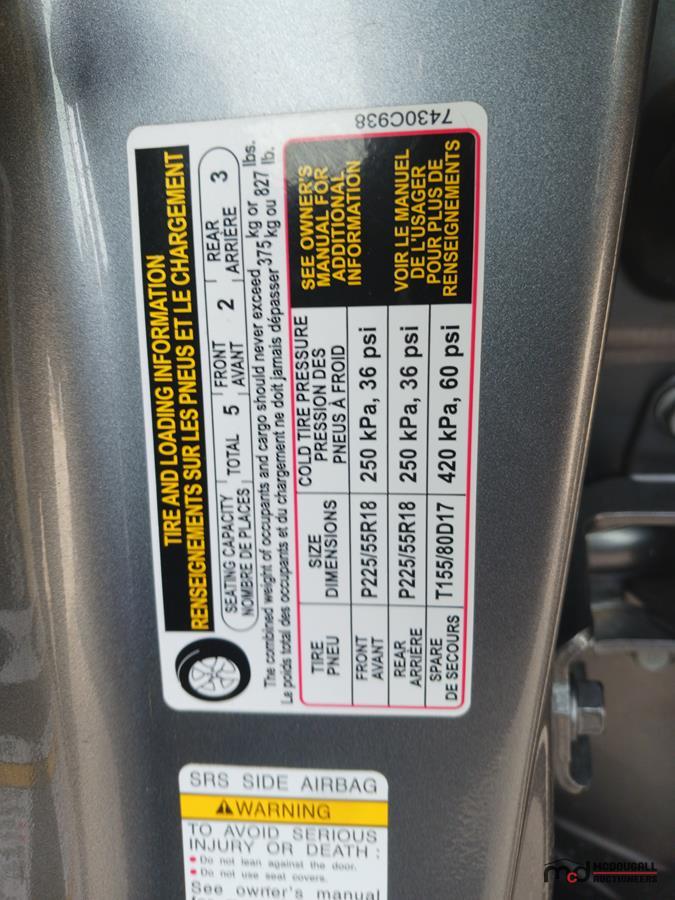 TIRE AND LOADING INFORMATION
RENSEIGNEMENTS SUR LES PNEUS ET LE CHARGEMENT
SEATING CAPACITY TOTAL 5 FRONT 2 REAR 3
NOMBRE DE PLACES AVANT ARRIÈRE
The combined weight of occupants and cargo should never exceed 375 kg or 827 lbs.
Le poids total des occupants et du chargement ne doit jamais dépasser 375 kg ou 827 lb.
TIRE
PNEU
SIZE
DIMENSIONS
COLD TIRE PRESSURE
PRESSION DES
PNEUS À FROID
SEE OWNER'S
MANUAL FOR
ADDITIONAL
INFORMATION
FRONT
AVANT
P225/55R18
250 kPa, 36 psi
REAR
ARRIÈRE
P225/55R18
250 kPa, 36 psi
VOIR LE MANUEL
DE L'USAGER
POUR PLUS DE
RENSEIGNEMENTS
SPARE
DE SECOURS
T155/80D17
420 kPa, 60 psi
7430C938
SRS SIDE AIRBAG
WARNING
TO AVOID SERIOUS
INJURY OR DEATH :
• Do not lean against the door.
• Do not use seat covers.
See owner's manual
mcd MCDOUGALL
AUCTIONEERS